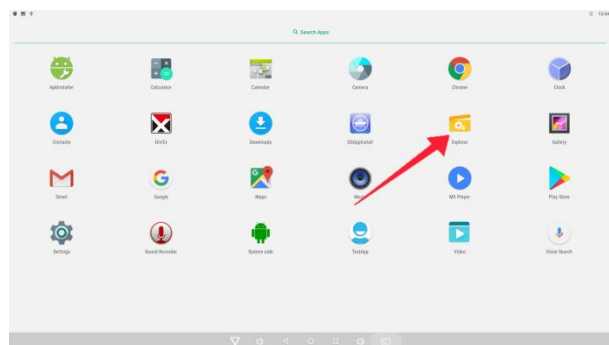 Search Apps
ApkInstaller
Calculator
Calendar
Camera
Chrome
Clock
Contacts
DiréEs
Downloads
ESAppInstall
Explorer
Gallery
Gmail
Google
Maps
MX Player
Play Store
Settings
Sound Recorder
System side
TestApp
Video
Voice Search